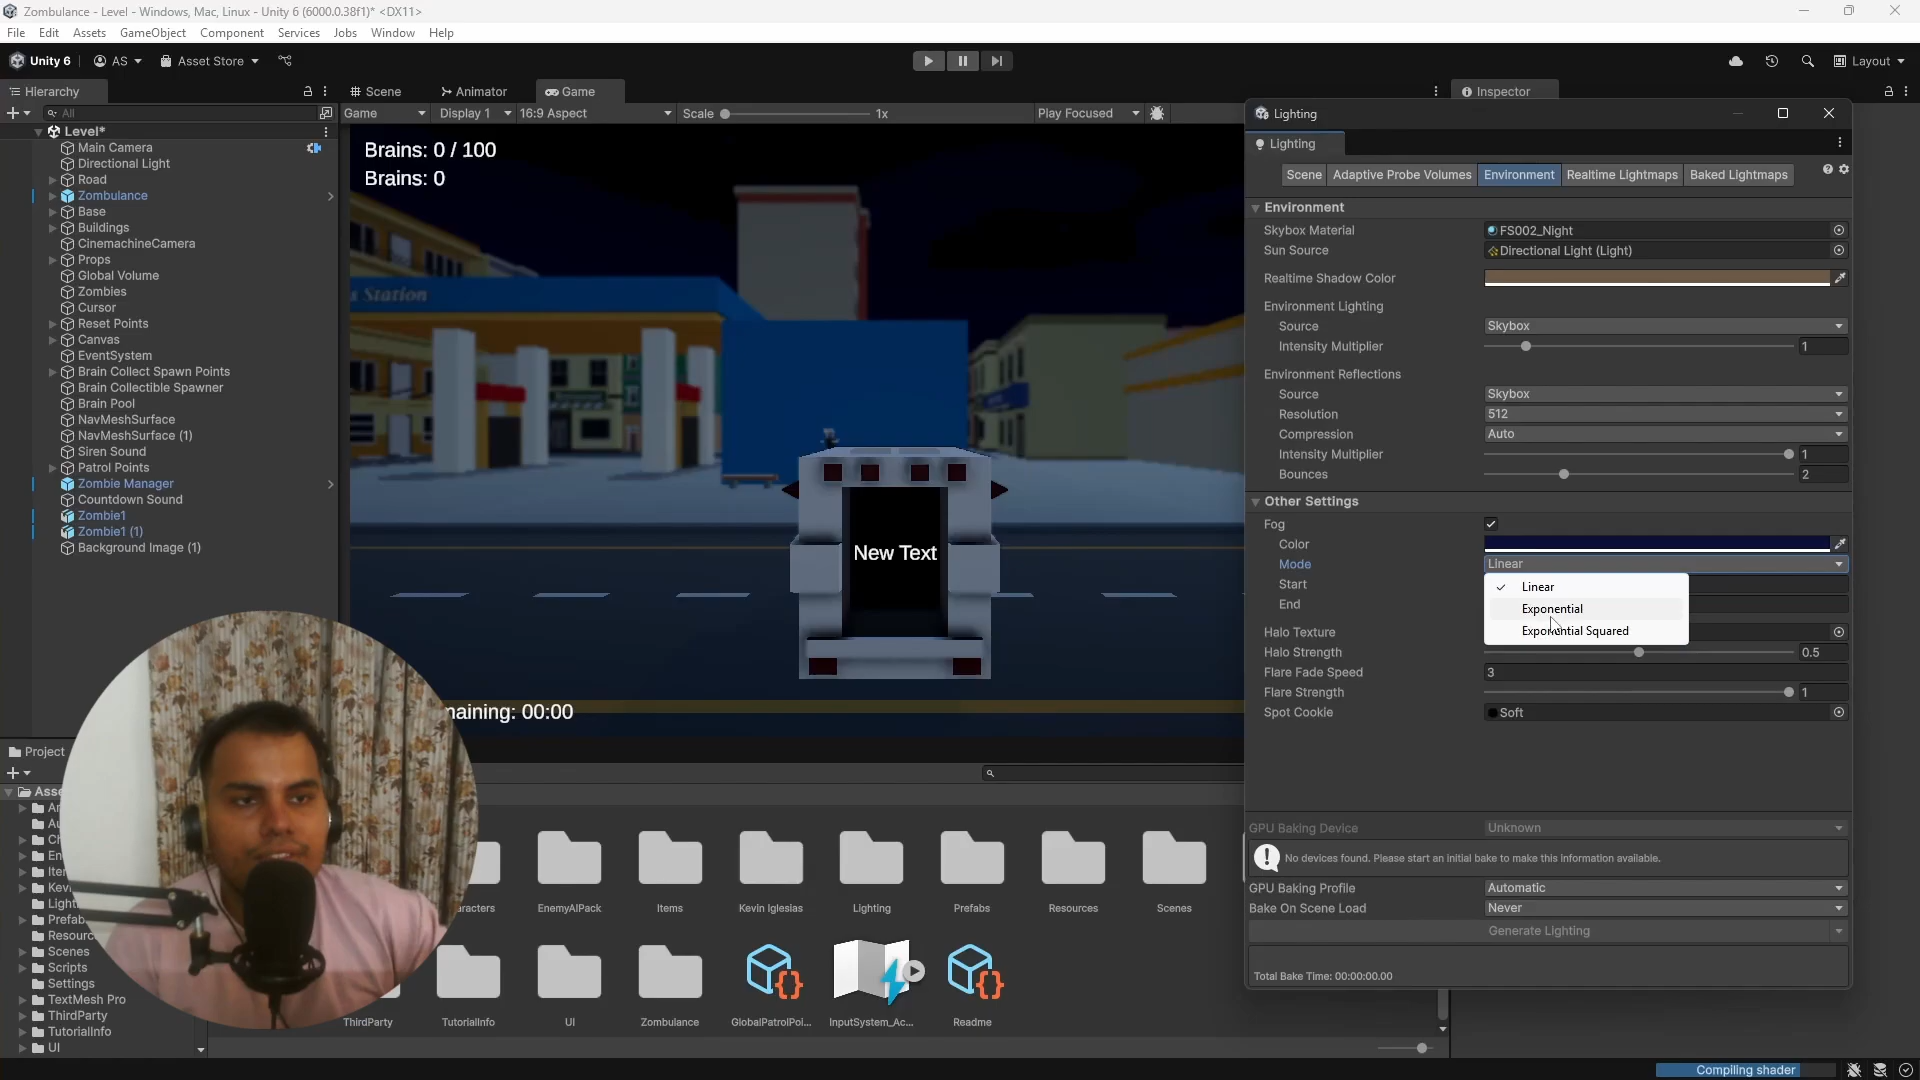 Zombulance - Level - Windows, Mac, Linux - Unity 6 (6000.0.38f1)* <DX11>
File Edit Assets GameObject Component Services Jobs Window Help
Unity 6 AS Asset Store Layout
Hierarchy Scene Animator Game Inspector
All Game Display 1 16:9 Aspect Scale 1x Play Focused
Level*
Main Camera
Directional Light
Road
Zombulance
Base
Buildings
CinemachineCamera
Props
Global Volume
Zombies
Cursor
Reset Points
Canvas
EventSystem
Brain Collect Spawn Points
Brain Collectible Spawner
Brain Pool
NavMeshSurface
NavMeshSurface (1)
Siren Sound
Patrol Points
Zombie Manager
Countdown Sound
Zombie1
Zombie1 (1)
Background Image (1)
Brains: 0 / 100
Brains: 0
s Station
New Text
naining: 00:00
Lighting
Lighting
Scene Adaptive Probe Volumes Environment Realtime Lightmaps Baked Lightmaps
Environment
Skybox Material FS002_Night
Sun Source Directional Light (Light)
Realtime Shadow Color
Environment Lighting
Source Skybox
Intensity Multiplier 1
Environment Reflections
Source Skybox
Resolution 512
Compression Auto
Intensity Multiplier 1
Bounces 2
Other Settings
Fog
Color
Mode Linear
Start
End
Linear
Exponential
Exponential Squared
Halo Texture
Halo Strength 0.5
Flare Fade Speed 3
Flare Strength 1
Spot Cookie Soft
GPU Baking Device Unknown
No devices found. Please start an initial bake to make this information available.
GPU Baking Profile Automatic
Bake On Scene Load Never
Generate Lighting
Total Bake Time: 00:00:00.00
Project
Asse
Ar
Au
Ch
En
Iter
Kevi
Light
Prefab
Resourc
Scenes
Scripts
Settings
TextMesh Pro
ThirdParty
TutorialInfo
UI
aracters EnemyAIPack Items Kevin Iglesias Lighting Prefabs Resources Scenes
ThirdParty TutorialInfo UI Zombulance GlobalPatrolPoi... InputSystem_Ac... Readme
Compiling shader